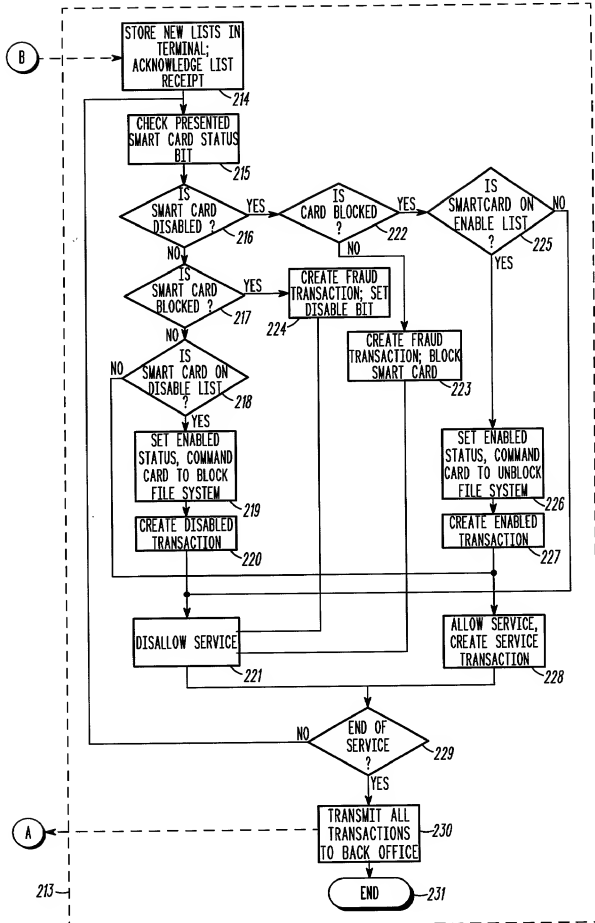 B
STORE NEW LISTS IN
TERMINAL;
ACKNOWLEDGE LIST
RECEIPT
214
CHECK PRESENTED
SMART CARD STATUS
BIT
215
IS
SMART CARD
DISABLED ?
216
YES
NO
IS
CARD BLOCKED
?
222
YES
NO
IS
SMARTCARD ON
ENABLE LIST
?
225
NO
YES
IS
SMART CARD
BLOCKED ?
217
YES
NO
CREATE FRAUD
TRANSACTION; SET
DISABLE BIT
224
CREATE FRAUD
TRANSACTION; BLOCK
SMART CARD
223
IS
SMART CARD ON
DISABLE LIST
?
218
NO
YES
SET ENABLED
STATUS, COMMAND
CARD TO BLOCK
FILE SYSTEM
219
SET ENABLED
STATUS, COMMAND
CARD TO UNBLOCK
FILE SYSTEM
226
CREATE DISABLED
TRANSACTION
220
CREATE ENABLED
TRANSACTION
227
DISALLOW SERVICE
221
ALLOW SERVICE,
CREATE SERVICE
TRANSACTION
228
END OF
SERVICE
?
229
NO
YES
TRANSMIT ALL
TRANSACTIONS
TO BACK OFFICE
230
A
213
END
231